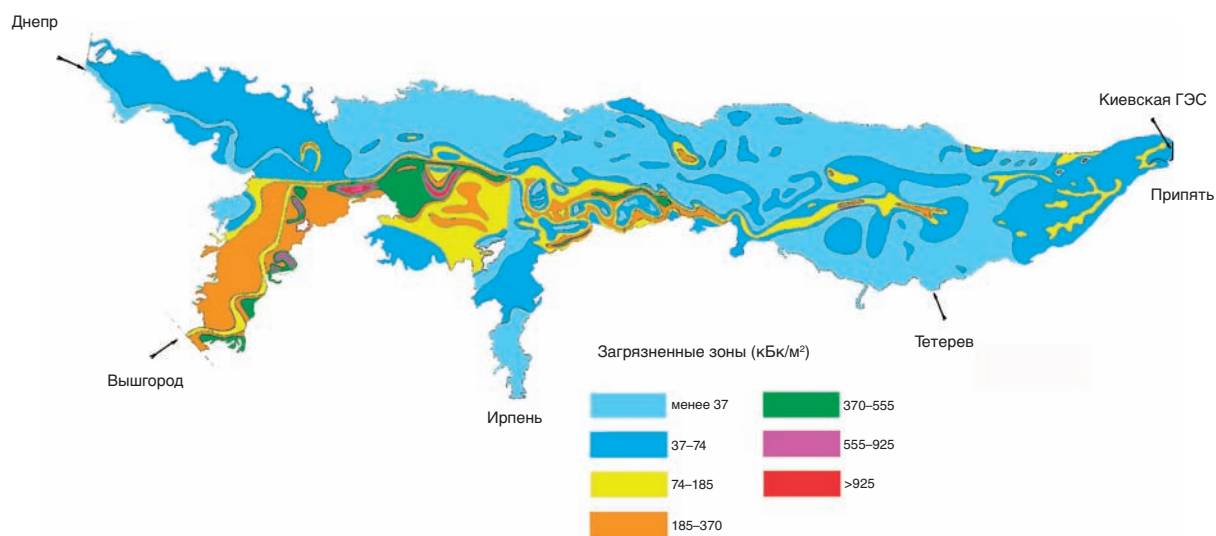 Днепр
Киевская ГЭС
Припять
Тетерев
Вышгород
Ирпень
Загрязненные зоны (кБк/м²)
менее 37
37–74
74–185
185–370
370–555
555–925
>925